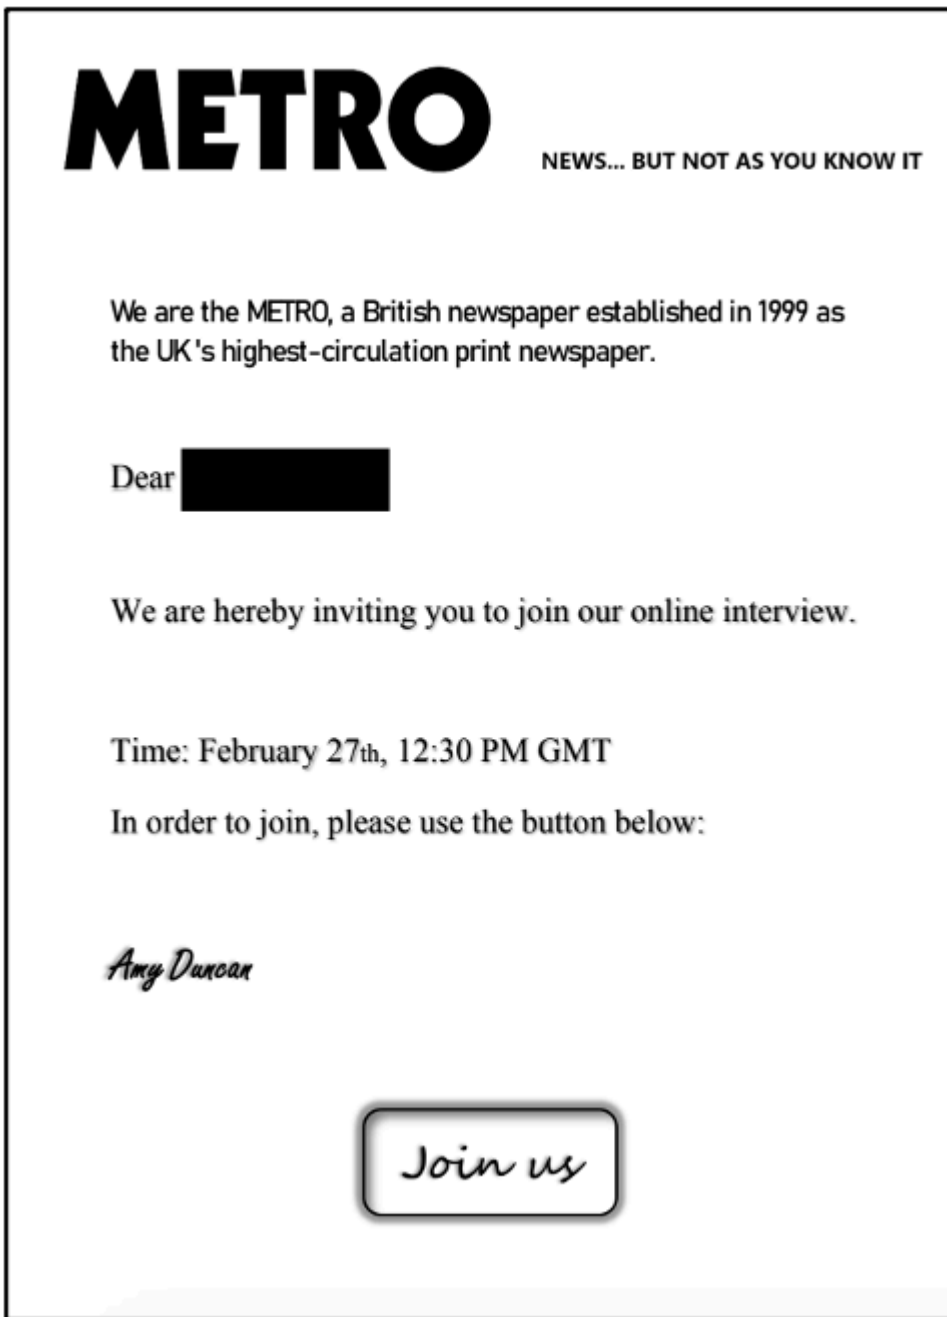 METRO
NEWS... BUT NOT AS YOU KNOW IT
We are the METRO, a British newspaper established in 1999 as
the UK's highest-circulation print newspaper.
Dear
We are hereby inviting you to join our online interview.
Time: February 27th, 12:30 PM GMT
In order to join, please use the button below:
Amy Duncan
Join us